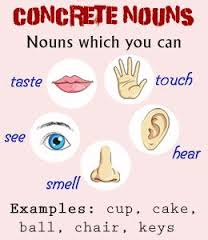 CONCRETE NOUNS
Nouns which you can
taste
touch
see
hear
smell
Examples: cup, cake,
ball, chair, keys